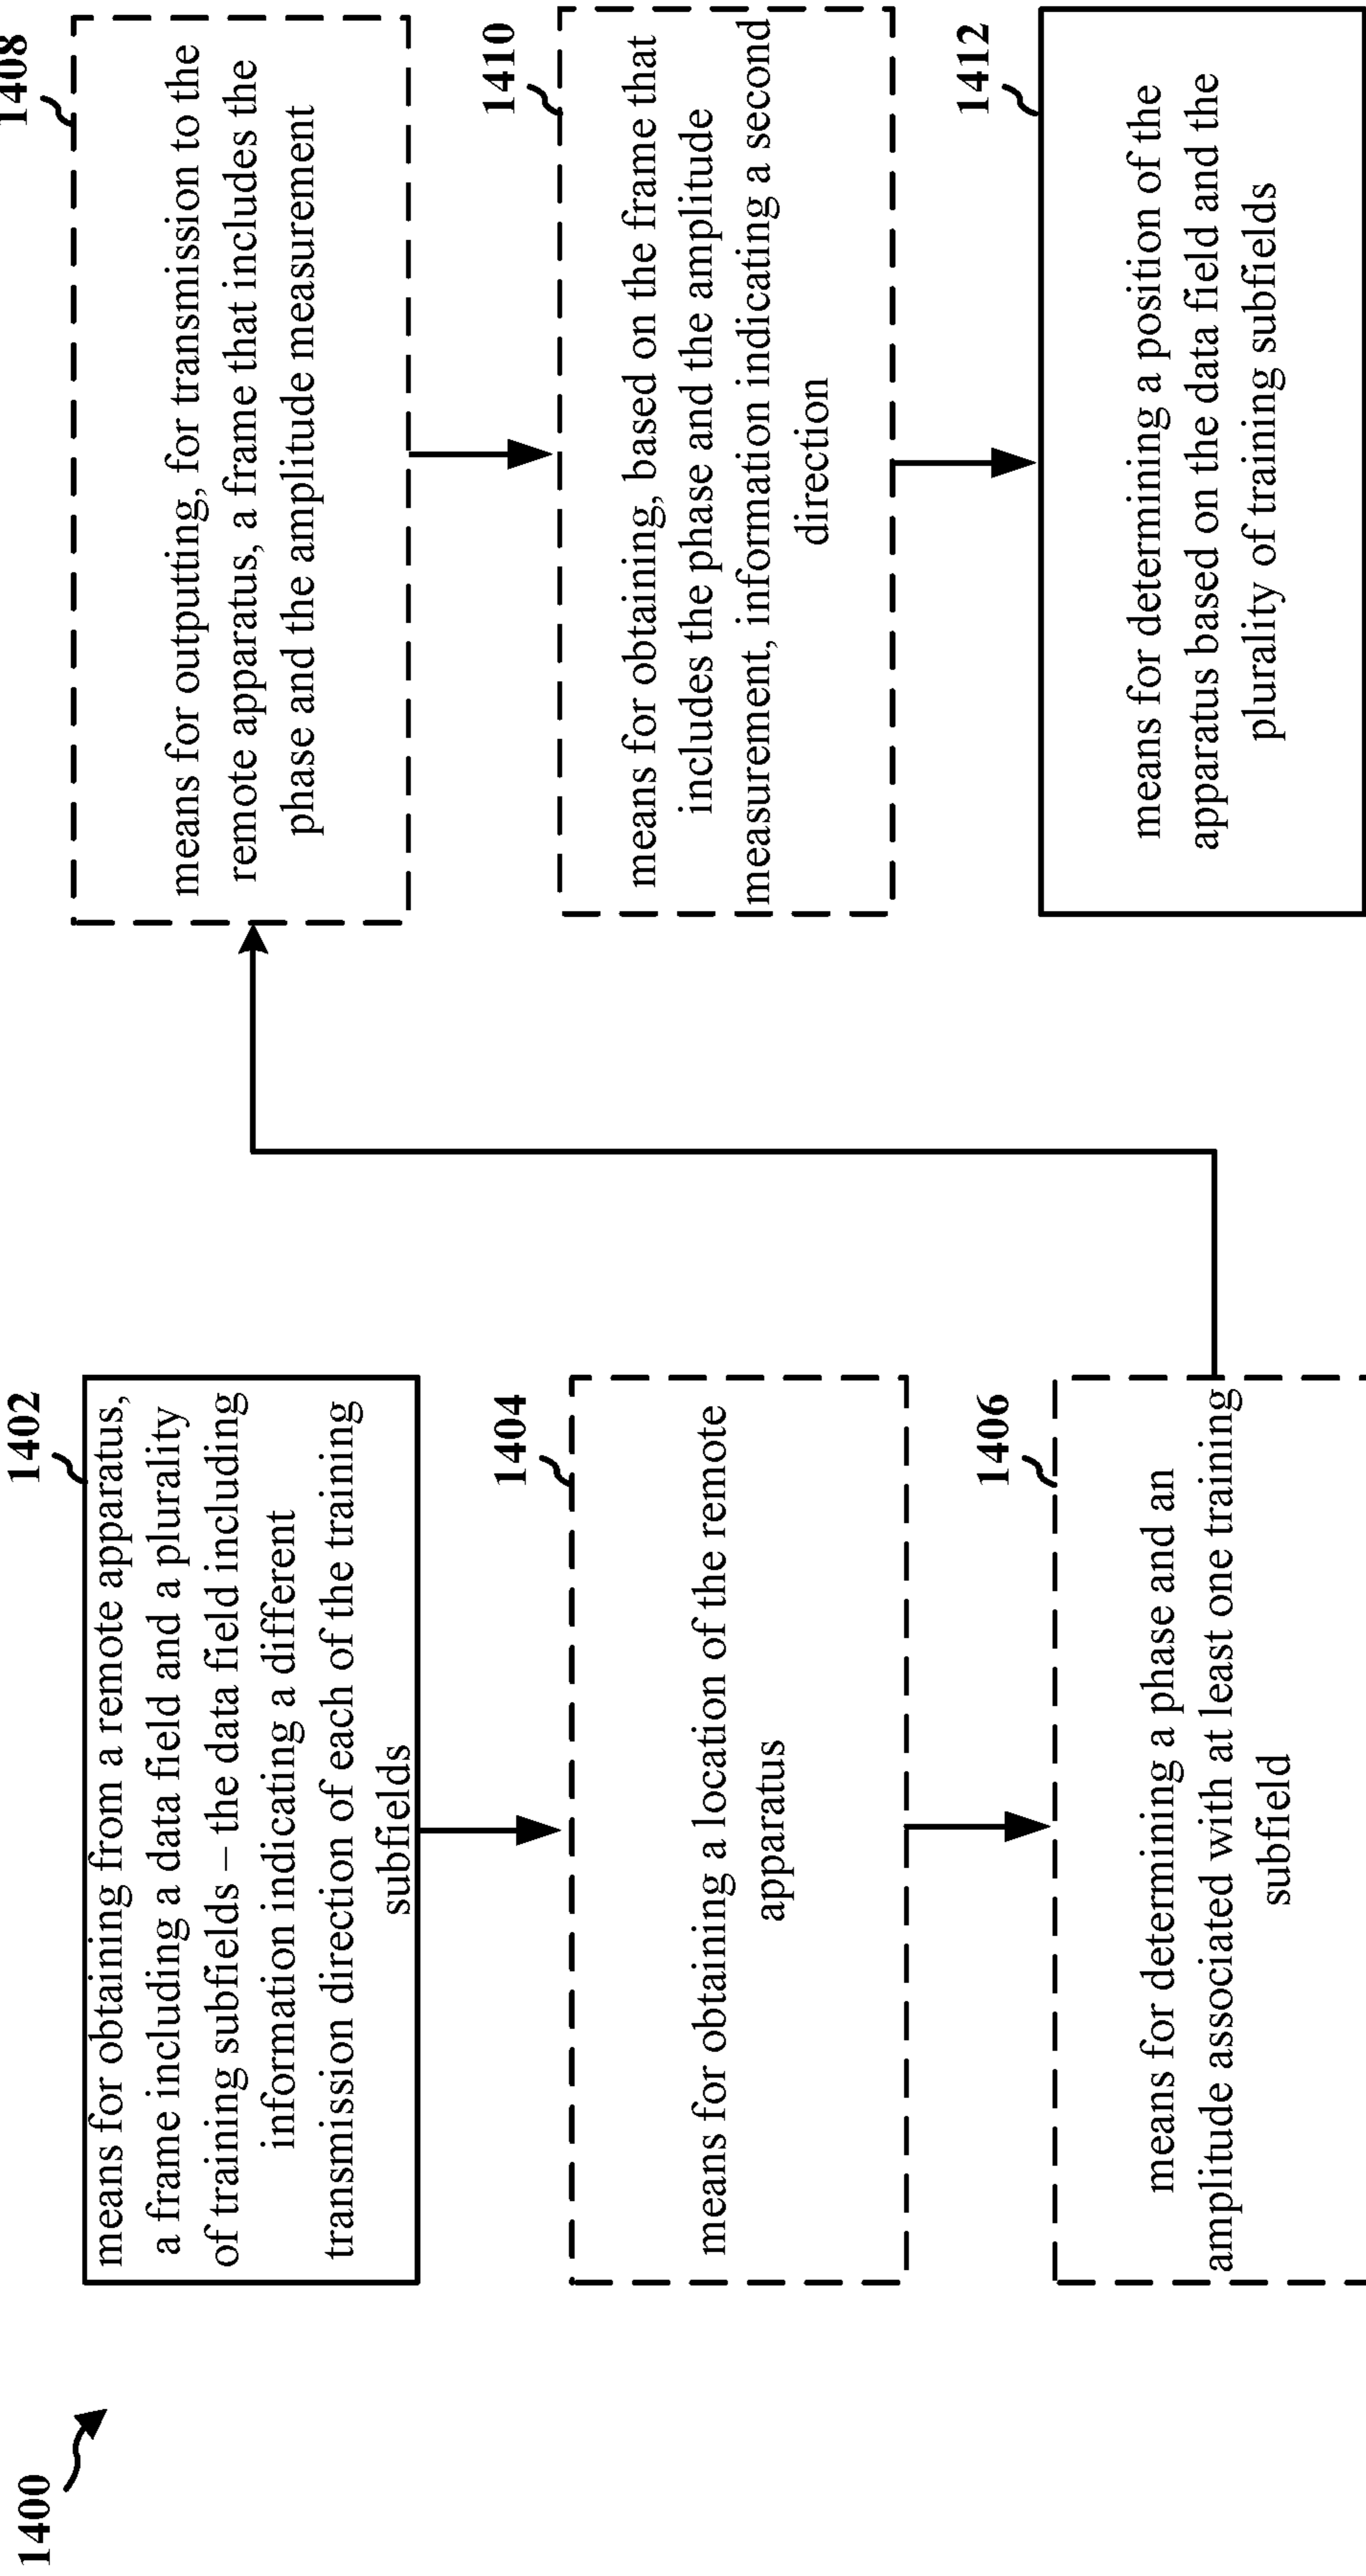 1400
1402
means for obtaining from a remote apparatus,
a frame including a data field and a plurality
of training subfields – the data field including
information indicating a different
transmission direction of each of the training
subfields
1404
means for obtaining a location of the remote
apparatus
1406
means for determining a phase and an
amplitude associated with at least one training
subfield
1408
means for outputting, for transmission to the
remote apparatus, a frame that includes the
phase and the amplitude measurement
1410
means for obtaining, based on the frame that
includes the phase and the amplitude
measurement, information indicating a second
direction
1412
means for determining a position of the
apparatus based on the data field and the
plurality of training subfields